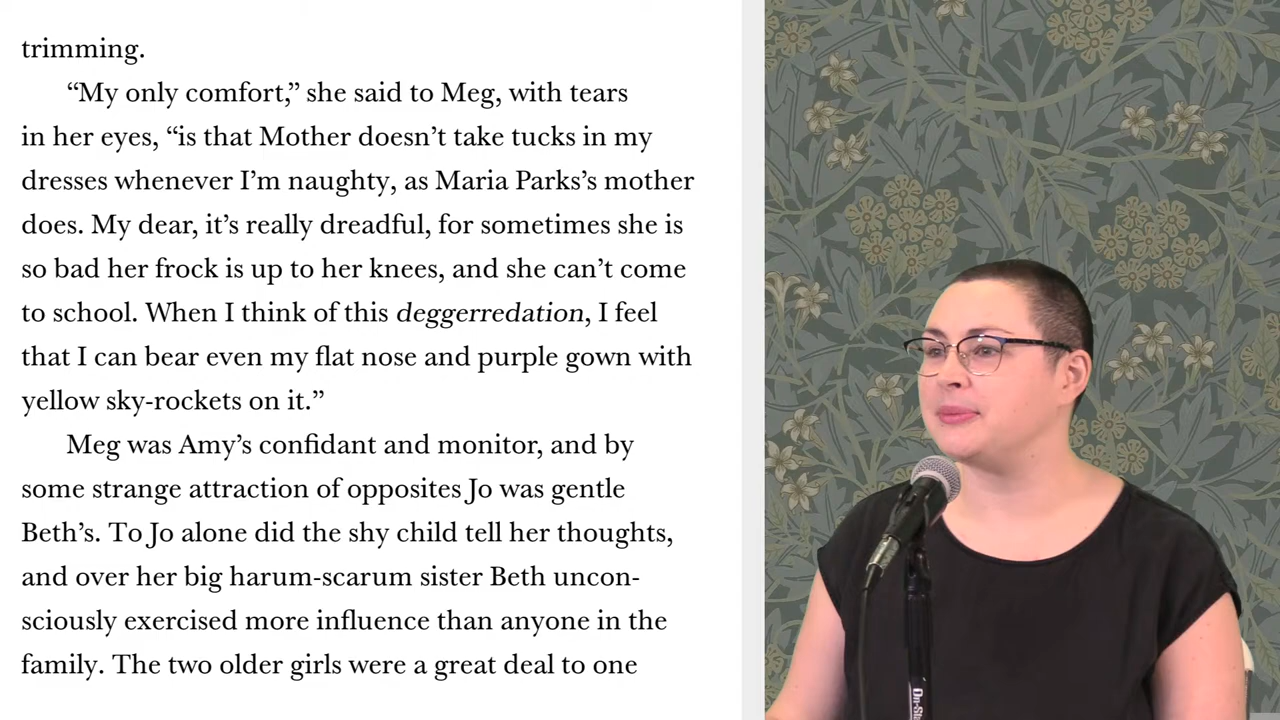 trimming.
“My only comfort,” she said to Meg, with tears
in her eyes, “is that Mother doesn’t take tucks in my
dresses whenever I’m naughty, as Maria Parks’s mother
does. My dear, it’s really dreadful, for sometimes she is
so bad her frock is up to her knees, and she can’t come
to school. When I think of this deggerredation, I feel
that I can bear even my flat nose and purple gown with
yellow sky-rockets on it.”
Meg was Amy’s confidant and monitor, and by
some strange attraction of opposites Jo was gentle
Beth’s. To Jo alone did the shy child tell her thoughts,
and over her big harum-scarum sister Beth uncon-
sciously exercised more influence than anyone in the
family. The two older girls were a great deal to one